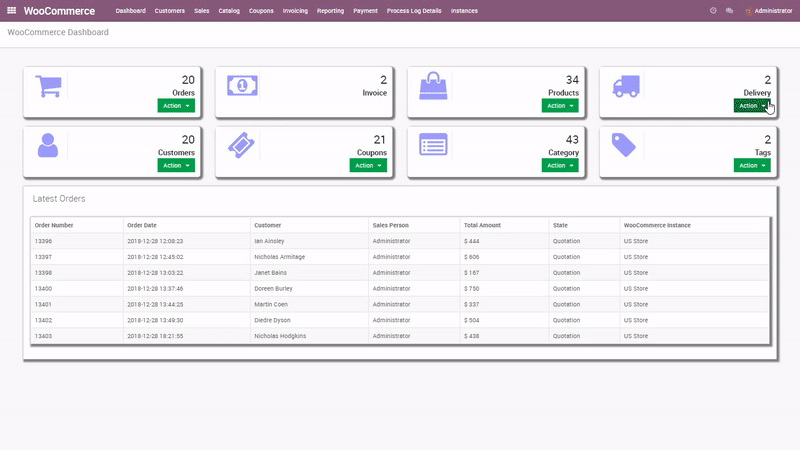 WooCommerce Dashboard Customers Sales Catalog Coupons Invoicing Reporting Payment Process Log Details Instances Administrator
WooCommerce Dashboard
20 2 34 2
Orders Invoice Products Delivery
Action Action Action
20 21 43 2
Customers Coupons Category Tags
Action Action Action Action
Latest Orders
Order Number Order Date Customer Sales Person Total Amount State WooCommerce Instance
13396 2018-12-28 12:08:23 Ian Ainsley Administrator $ 444 Quotation US Store
13397 2018-12-28 12:45:02 Nicholas Armitage Administrator $ 606 Quotation US Store
13398 2018-12-28 13:03:22 Janet Bains Administrator $ 167 Quotation US Store
13400 2018-12-28 13:37:46 Doreen Burley Administrator $ 750 Quotation US Store
13401 2018-12-28 13:44:25 Martin Coen Administrator $ 337 Quotation US Store
13402 2018-12-28 13:49:30 Diedre Dyson Administrator $ 504 Quotation US Store
13403 2018-12-28 18:21:55 Nicholas Hodgkins Administrator $ 438 Quotation US Store